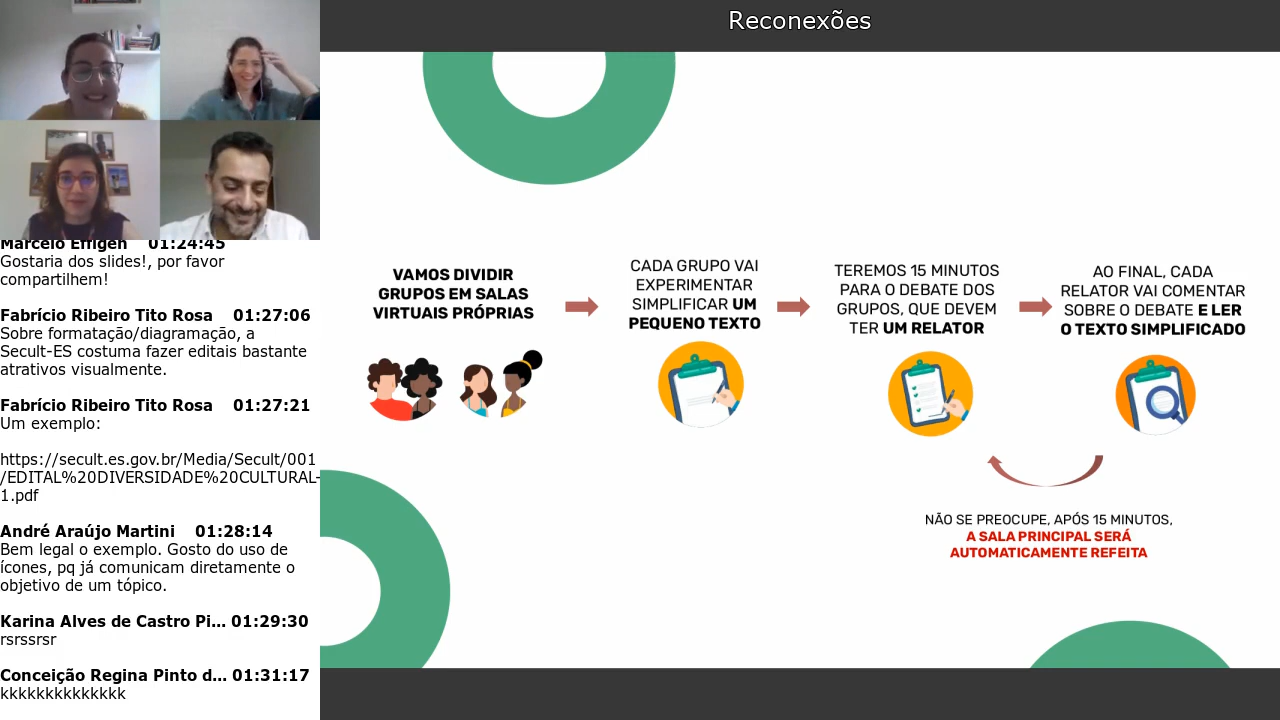 Reconexões
Marcelo Effigen 01:24:45
Gostaria dos slides!, por favor
compartilhem!
Fabrício Ribeiro Tito Rosa 01:27:06
Sobre formatação/diagramação, a
Secult-ES costuma fazer editais bastante
atrativos visualmente.
Fabrício Ribeiro Tito Rosa 01:27:21
Um exemplo:
https://secult.es.gov.br/Media/Secult/001
/EDITAL%20DIVERSIDADE%20CULTURAL-
1.pdf
André Araújo Martini 01:28:14
Bem legal o exemplo. Gosto do uso de
ícones, pq já comunicam diretamente o
objetivo de um tópico.
Karina Alves de Castro Pi... 01:29:30
rsrssrsr
Conceição Regina Pinto d... 01:31:17
kkkkkkkkkkkkkk
VAMOS DIVIDIR
GRUPOS EM SALAS
VIRTUAIS PRÓPRIAS
CADA GRUPO VAI
EXPERIMENTAR
SIMPLIFICAR UM
PEQUENO TEXTO
TEREMOS 15 MINUTOS
PARA O DEBATE DOS
GRUPOS, QUE DEVEM
TER UM RELATOR
AO FINAL, CADA
RELATOR VAI COMENTAR
SOBRE O DEBATE E LER
O TEXTO SIMPLIFICADO
NÃO SE PREOCUPE, APÓS 15 MINUTOS,
A SALA PRINCIPAL SERÁ
AUTOMATICAMENTE REFEITA